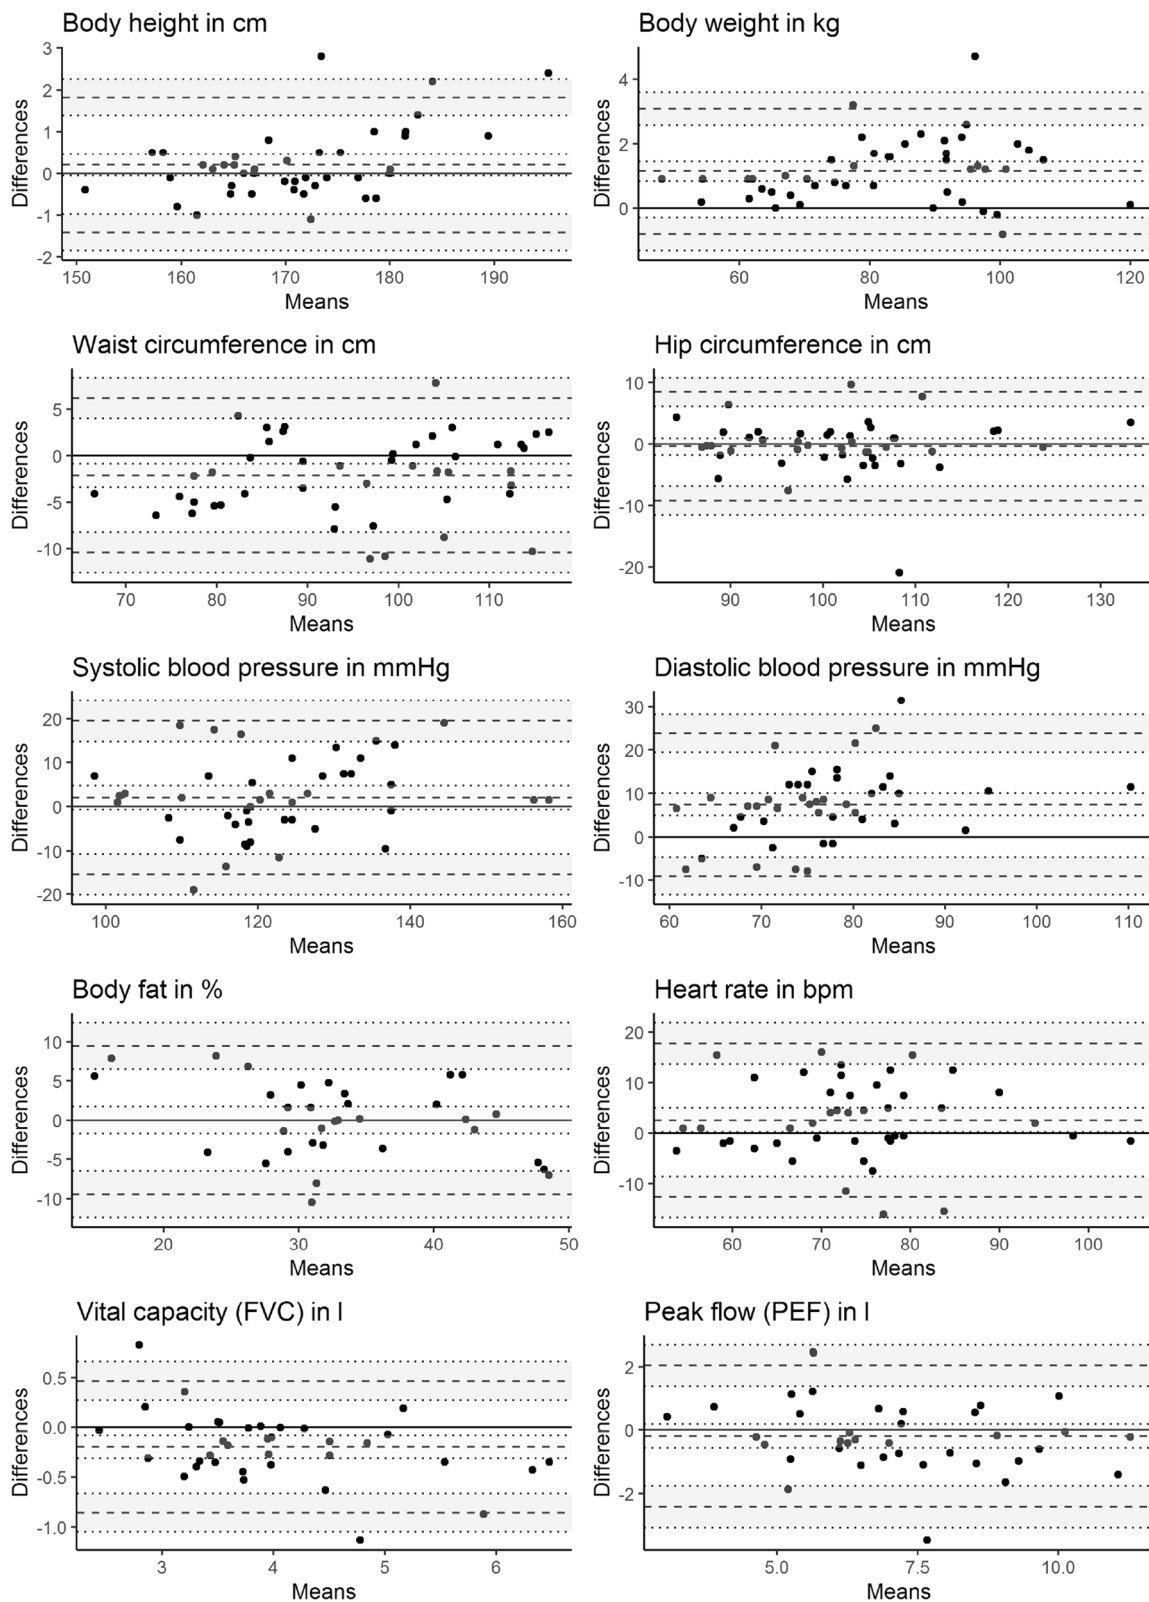 Body height in cm
Differences
3
2
1
0
-1
-2
150
160
170
180
190
Means
Body weight in kg
Differences
4
2
0
60
80
100
120
Means
Waist circumference in cm
Differences
5
0
-5
-10
70
80
90
100
110
Means
Hip circumference in cm
Differences
10
0
-10
-20
90
100
110
120
130
Means
Systolic blood pressure in mmHg
Differences
20
10
0
-10
-20
100
120
140
160
Means
Diastolic blood pressure in mmHg
Differences
30
20
10
0
-10
60
70
80
90
100
110
Means
Body fat in %
Differences
10
5
0
-5
-10
20
30
40
50
Means
Heart rate in bpm
Differences
20
10
0
-10
60
70
80
90
100
Means
Vital capacity (FVC) in l
Differences
0.5
0.0
-0.5
-1.0
3
4
5
6
Means
Peak flow (PEF) in l
Differences
2
0
-2
5.0
7.5
10.0
Means